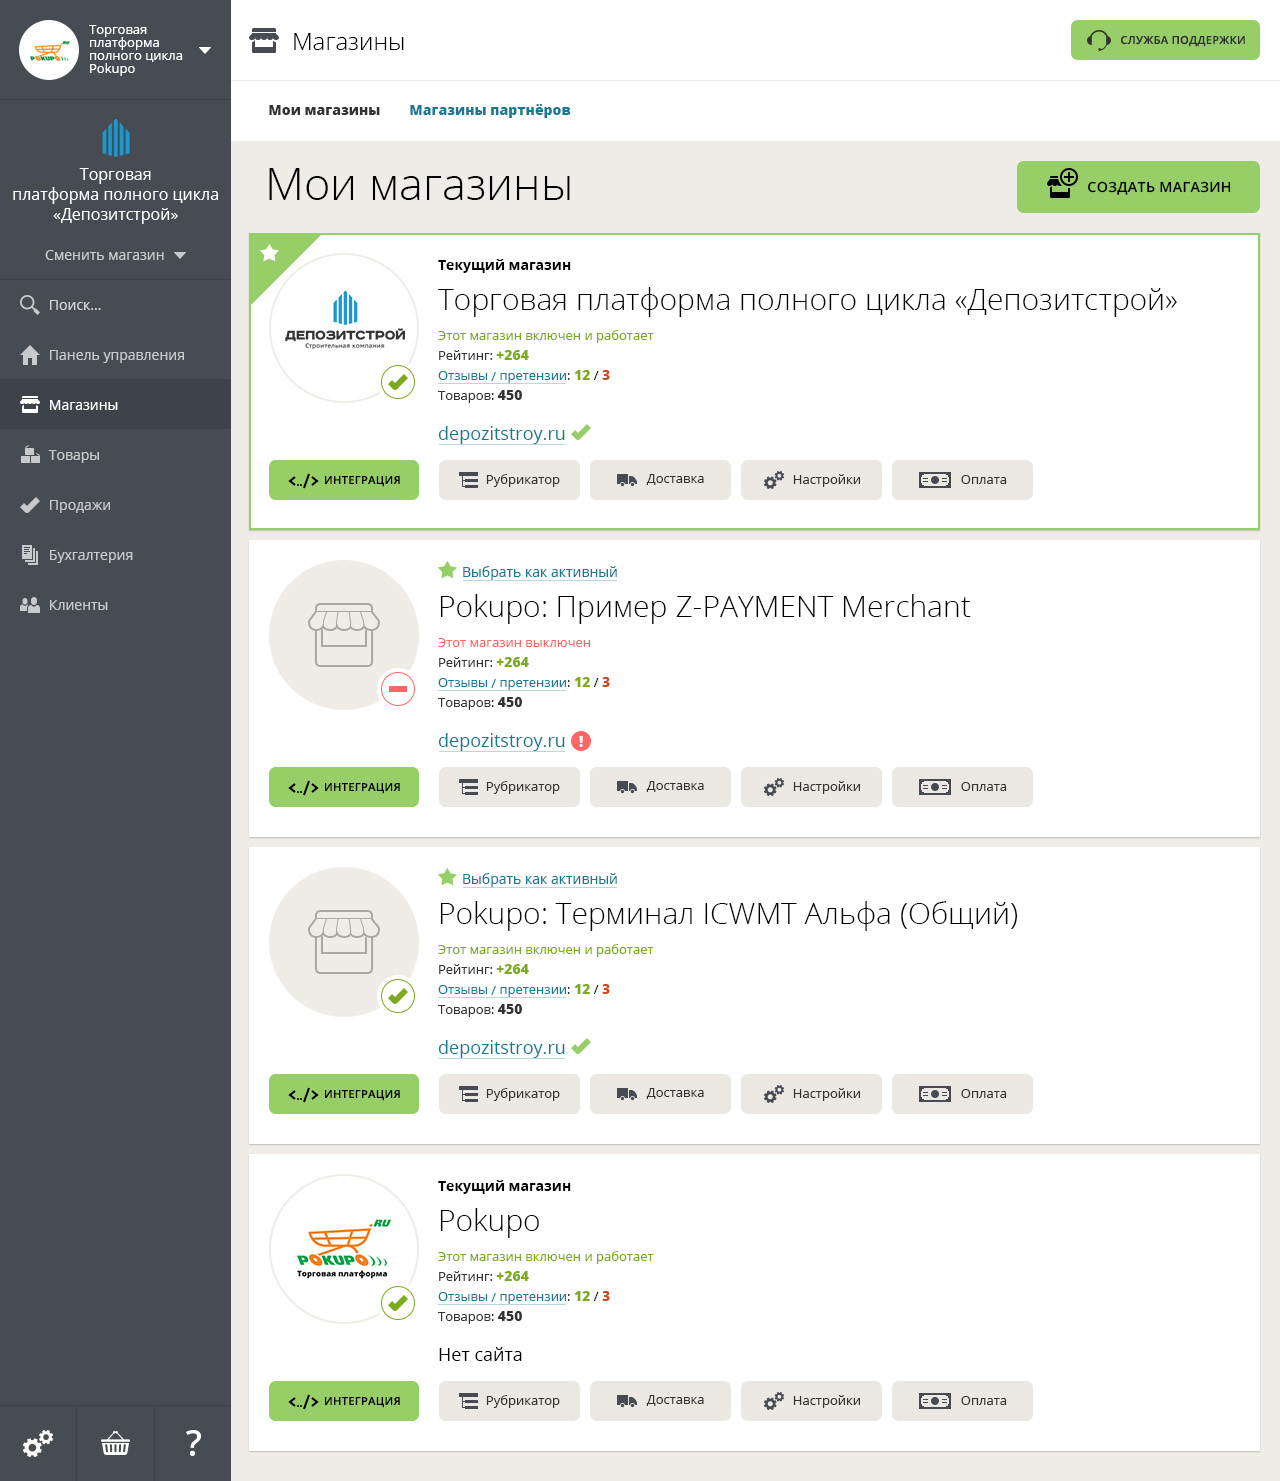 POKUPO
Торговая
платформа
полного цикла
Pokupo
Магазины
СЛУЖБА ПОДДЕРЖКИ
Мои магазины
Магазины партнёров
Торговая
платформа полного цикла
«Депозитстрой»
Сменить магазин
Поиск...
Панель управления
Магазины
Товары
Продажи
Бухгалтерия
Клиенты
?
Мои магазины
СОЗДАТЬ МАГАЗИН
ДЕПОЗИТСТРОЙ
Строительная компания
Текущий магазин
Торговая платформа полного цикла «Депозитстрой»
Этот магазин включен и работает
Рейтинг: +264
Отзывы / претензии: 12 / 3
Товаров: 450
depozitstroy.ru
<../> ИНТЕГРАЦИЯ
Рубрикатор
Доставка
Настройки
Оплата
Выбрать как активный
Pokupo: Пример Z-PAYMENT Merchant
Этот магазин выключен
Рейтинг: +264
Отзывы / претензии: 12 / 3
Товаров: 450
depozitstroy.ru
<../> ИНТЕГРАЦИЯ
Рубрикатор
Доставка
Настройки
Оплата
Выбрать как активный
Pokupo: Терминал ICWMT Альфа (Общий)
Этот магазин включен и работает
Рейтинг: +264
Отзывы / претензии: 12 / 3
Товаров: 450
depozitstroy.ru
<../> ИНТЕГРАЦИЯ
Рубрикатор
Доставка
Настройки
Оплата
.RU
POKUPO
Торговая платформа
Текущий магазин
Pokupo
Этот магазин включен и работает
Рейтинг: +264
Отзывы / претензии: 12 / 3
Товаров: 450
Нет сайта
<../> ИНТЕГРАЦИЯ
Рубрикатор
Доставка
Настройки
Оплата